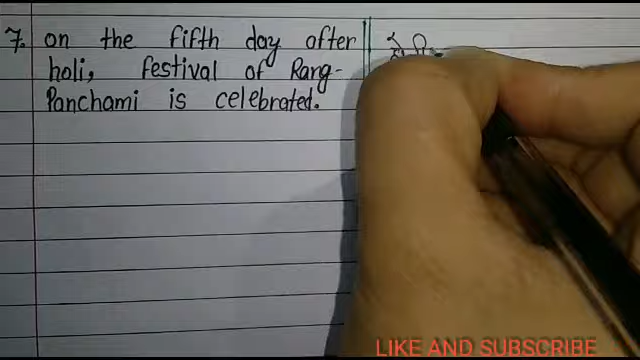 7. on the fifth day after
holi, festival of Rang-
Panchami is celebrated.
LIKE AND SUBSCRIBE